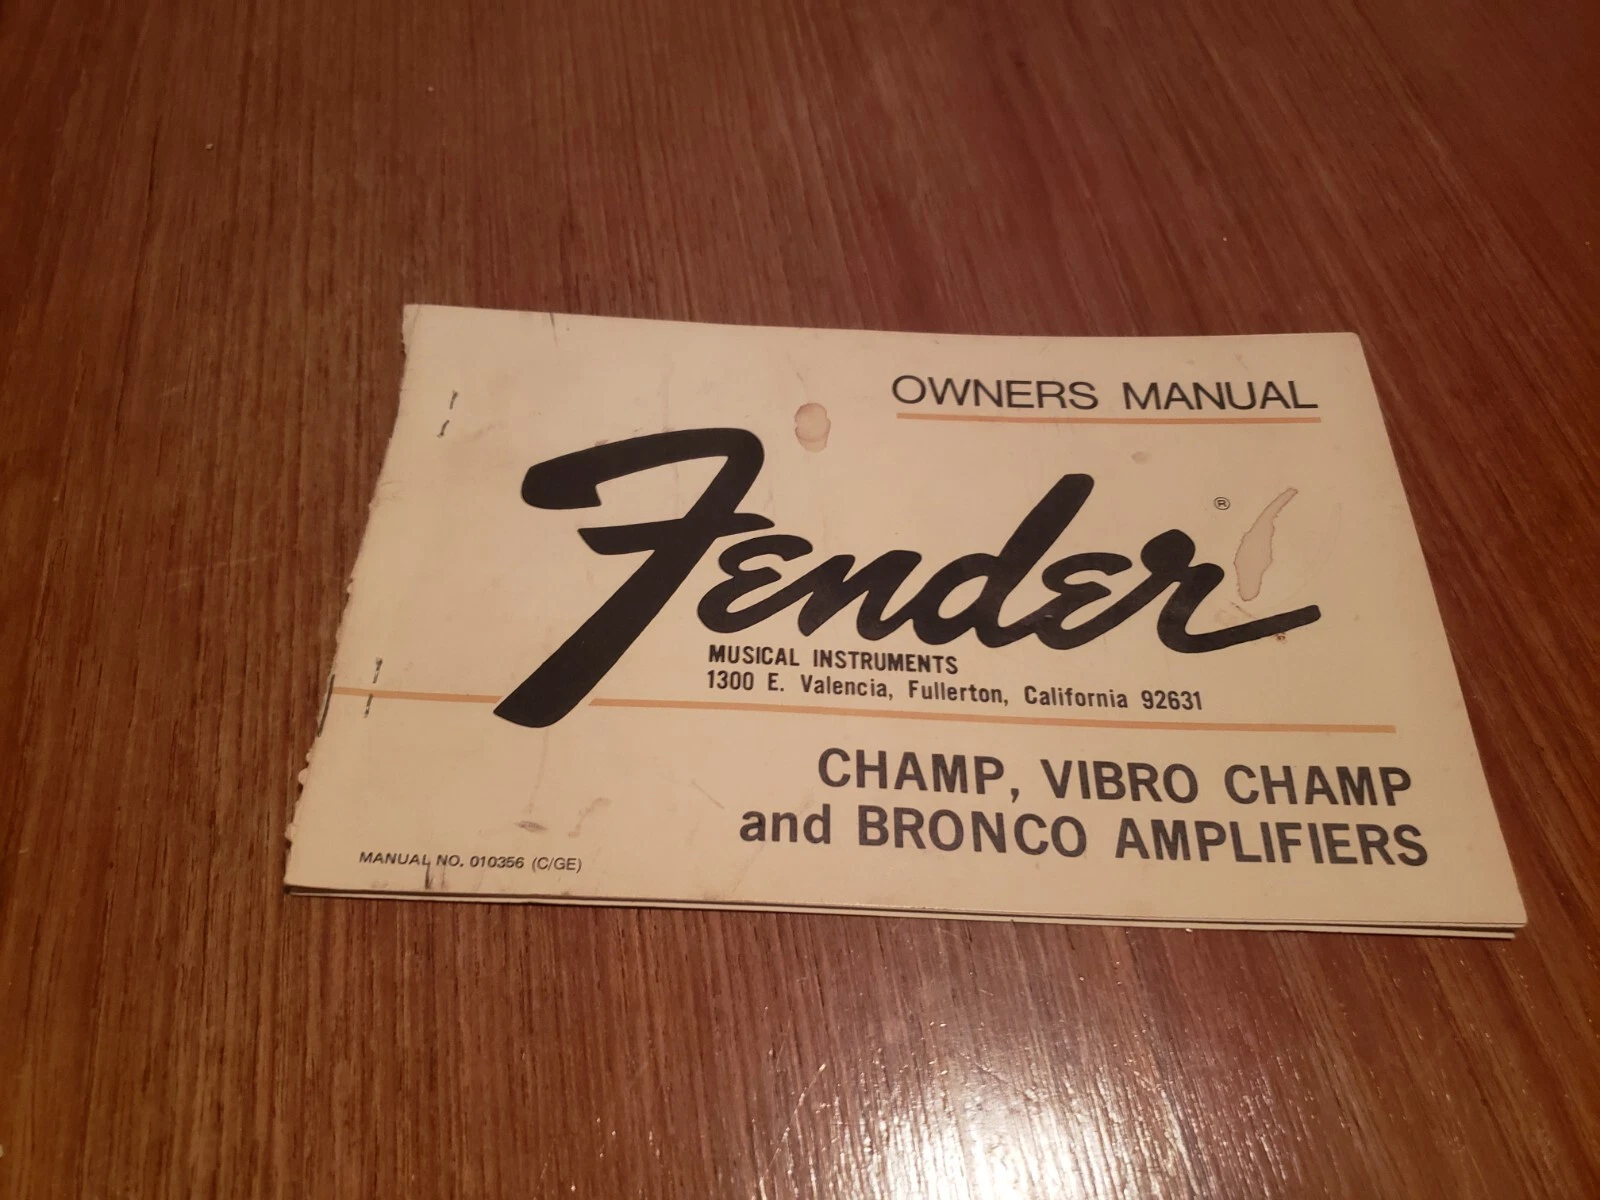 OWNERS MANUAL
Fender ®
MUSICAL INSTRUMENTS
1300 E. Valencia, Fullerton, California 92631
CHAMP, VIBRO CHAMP
and BRONCO AMPLIFIERS
MANUAL NO. 010356 (C/GE)